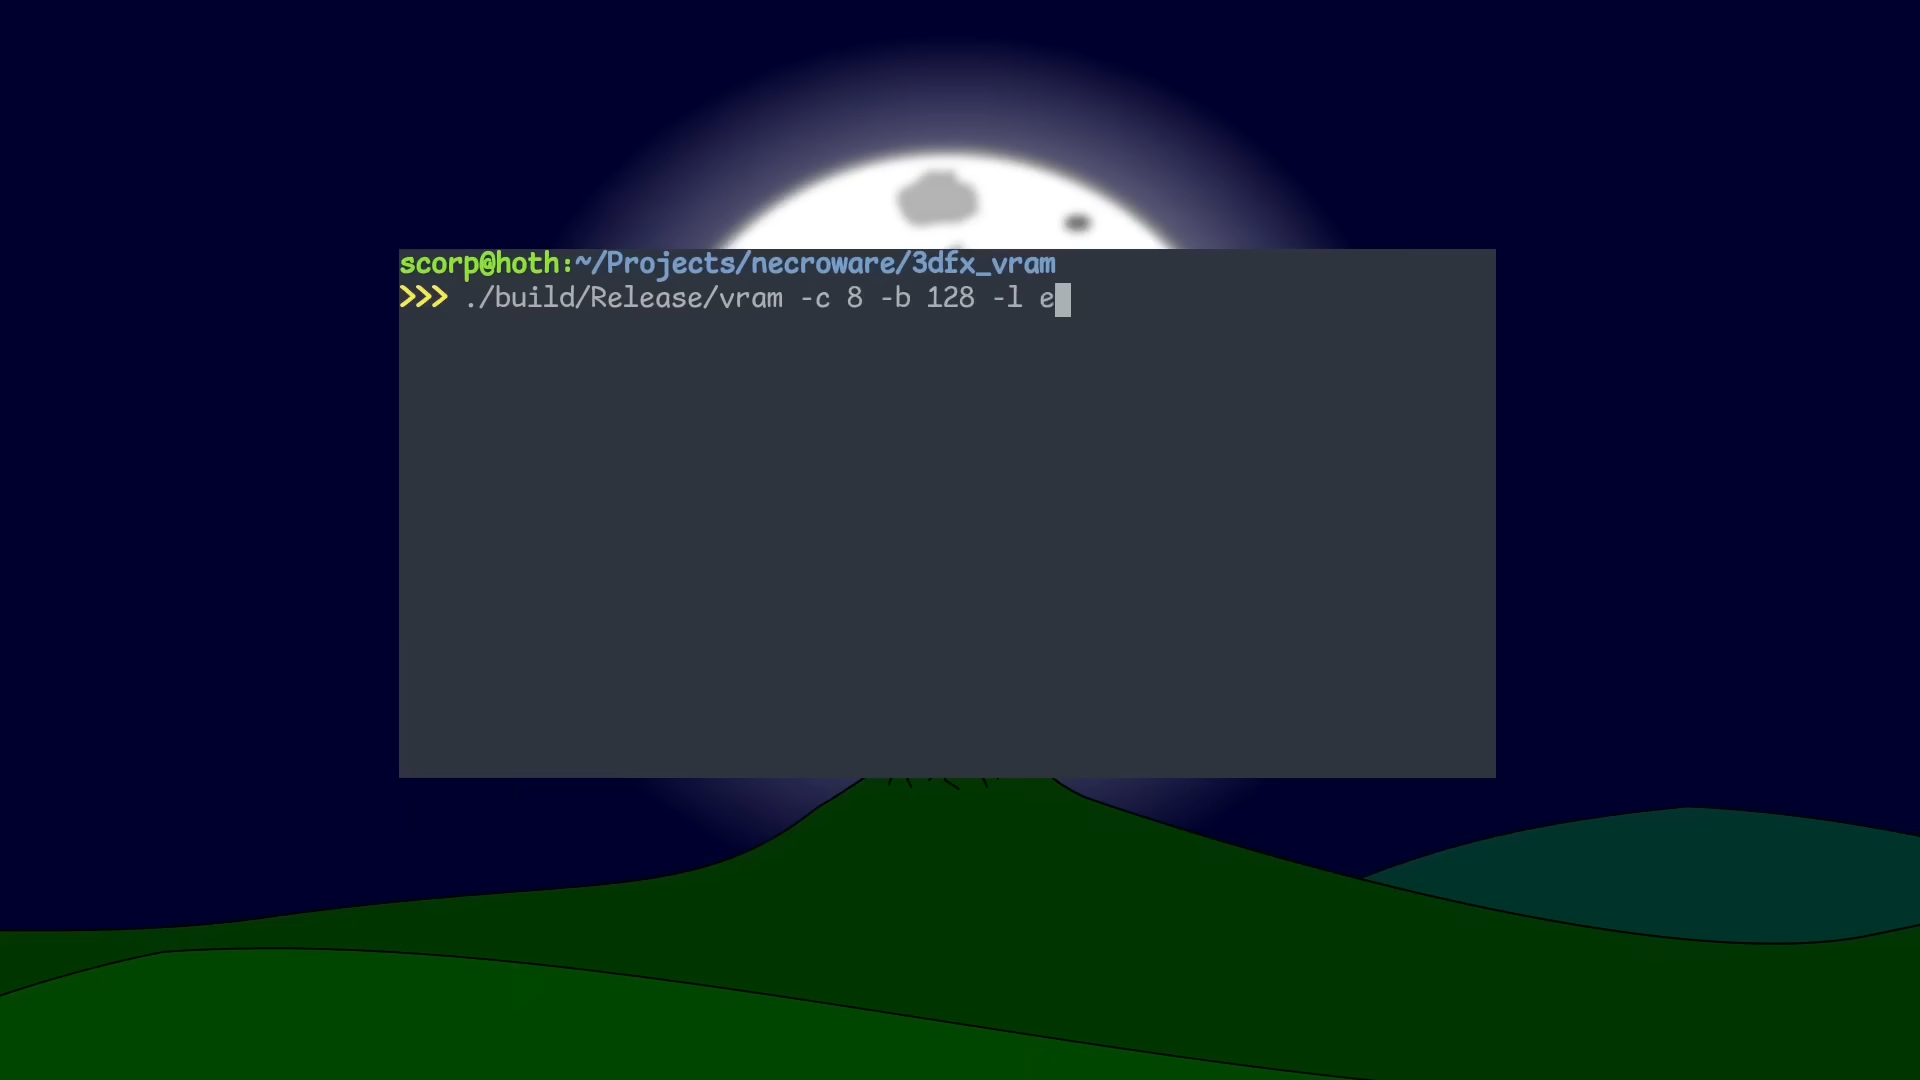 scorp@hoth:~/Projects/necroware/3dfx_vram
>>> ./build/Release/vram -c 8 -b 128 -l e